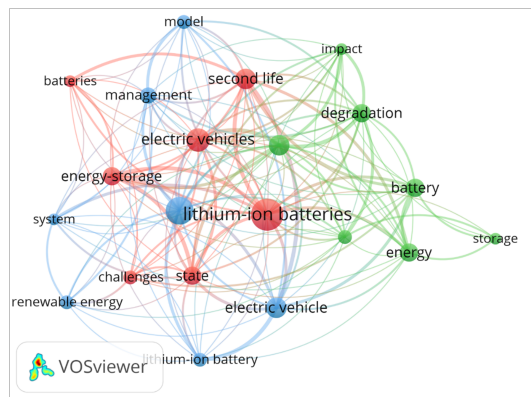 model
impact
batteries
second life
management
degradation
electric vehicles
energy-storage
battery
lithium-ion batteries
system
storage
energy
challenges
state
renewable energy
electric vehicle
lithium-ion battery
VOSviewer